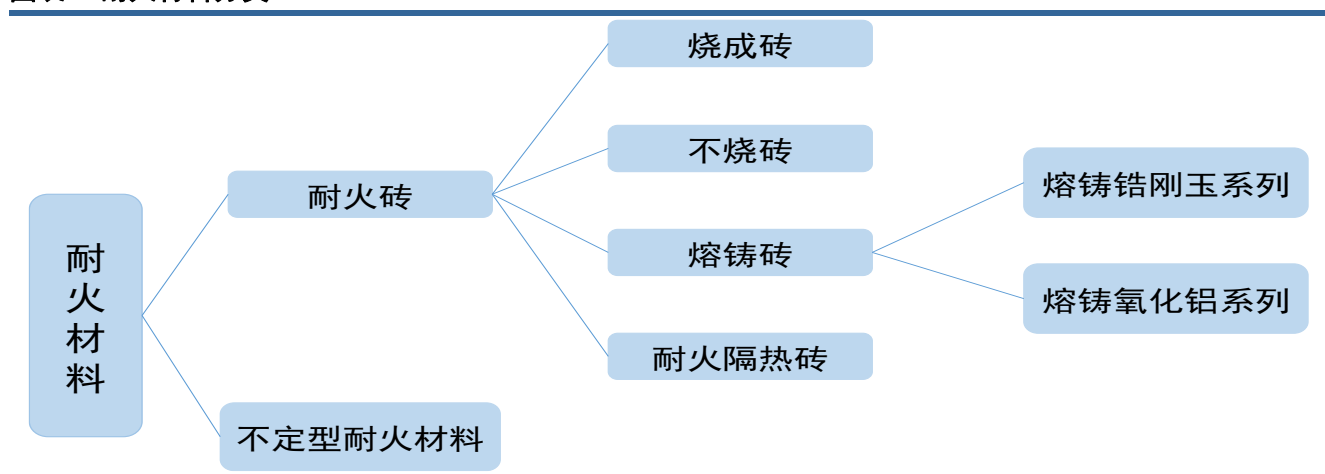 烧成砖
不烧砖
耐火砖
熔铸锆刚玉系列
耐火材料
熔铸砖
熔铸氧化铝系列
耐火隔热砖
不定型耐火材料